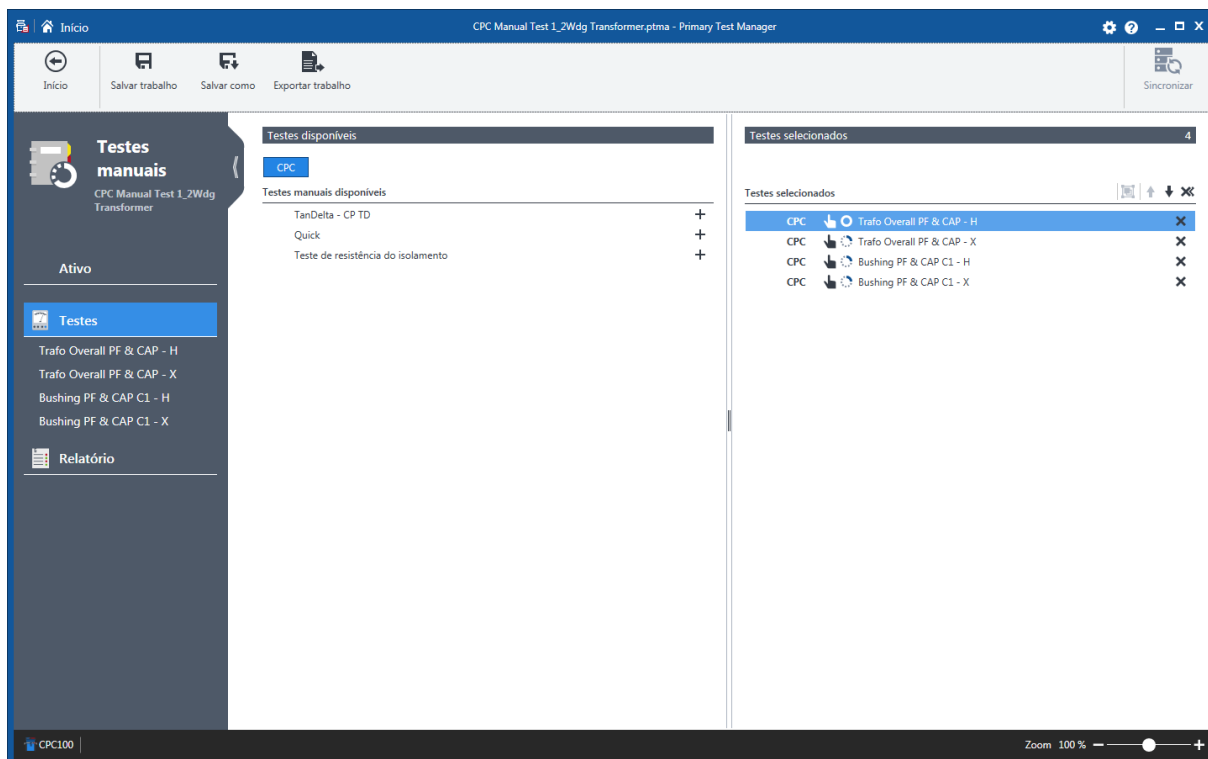 Início
CPC Manual Test 1_2Wdg Transformer.ptma - Primary Test Manager
Início
Salvar trabalho
Salvar como
Exportar trabalho
Sincronizar
Testes
manuais
CPC Manual Test 1_2Wdg
Transformer
Ativo
Testes
Trafo Overall PF & CAP - H
Trafo Overall PF & CAP - X
Bushing PF & CAP C1 - H
Bushing PF & CAP C1 - X
Relatório
Testes disponíveis
CPC
Testes manuais disponíveis
TanDelta - CP TD
Quick
Teste de resistência do isolamento
Testes selecionados 4
Testes selecionados
CPC Trafo Overall PF & CAP - H
CPC Trafo Overall PF & CAP - X
CPC Bushing PF & CAP C1 - H
CPC Bushing PF & CAP C1 - X
CPC100
Zoom 100 %